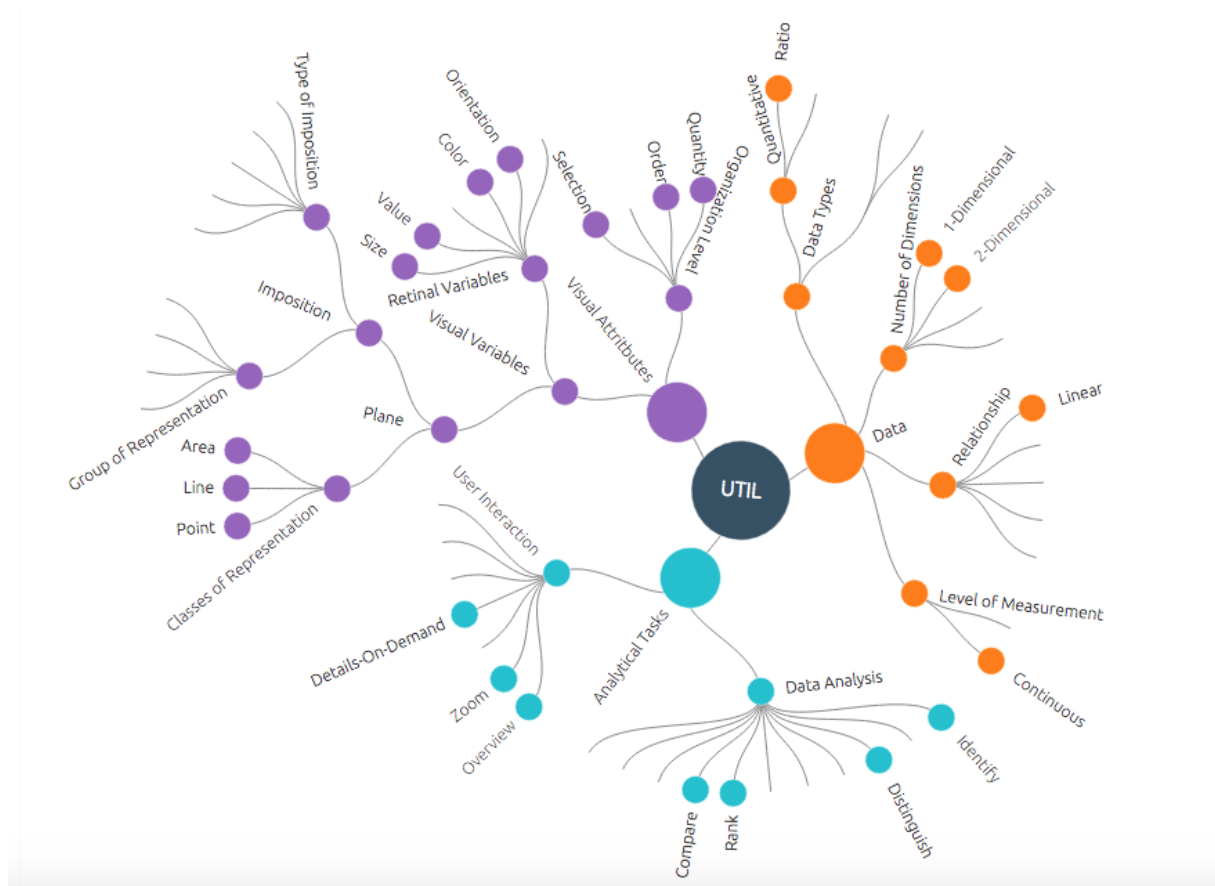 UTIL
Visual Attritbutes
Visual Variables
Retinal Variables
Size
Value
Color
Orientation
Organization Level
Selection
Order
Quantity
Plane
Imposition
Type of Imposition
Group of Representation
Classes of Representation
Area
Line
Point
Data
Data Types
Quantitative
Ratio
Number of Dimensions
1-Dimensional
2-Dimensional
Relationship
Linear
Level of Measurement
Continuous
Analytical Tasks
User Interaction
Details-On-Demand
Zoom
Overview
Data Analysis
Identify
Distinguish
Rank
Compare